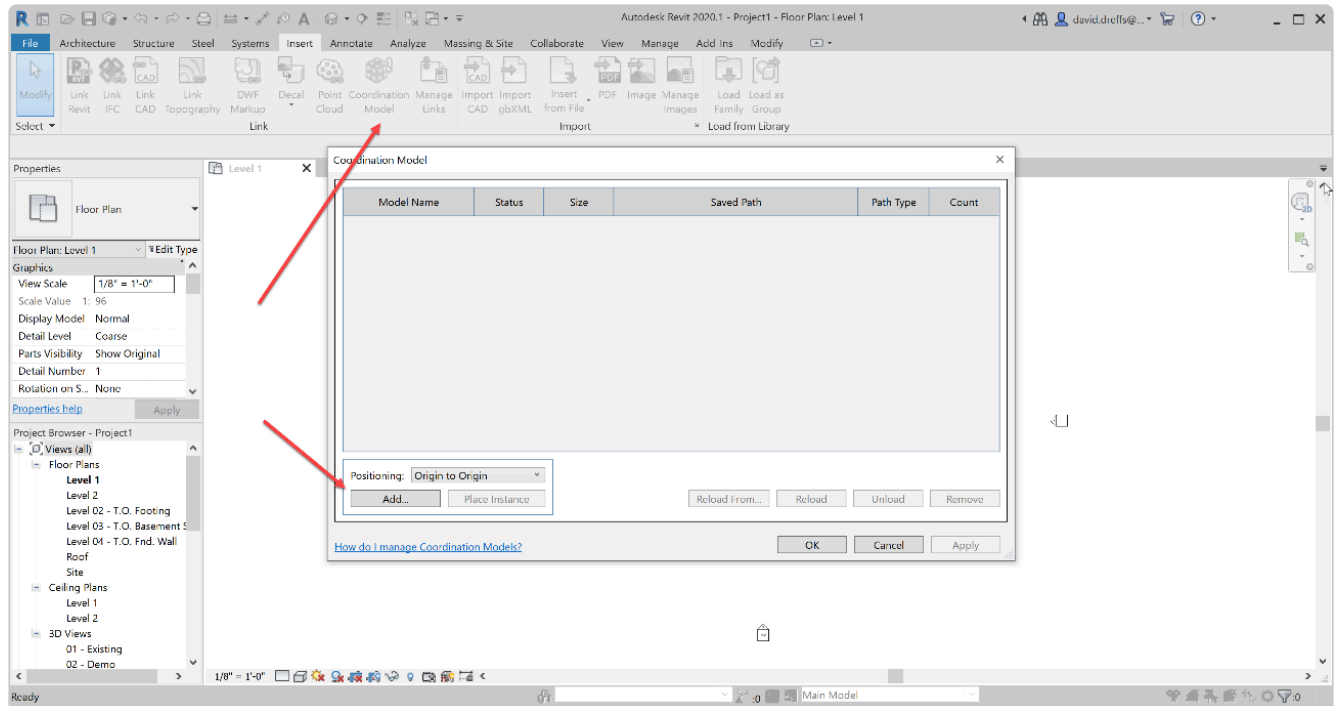 Autodesk Revit 2020.1 - Project1 - Floor Plan: Level 1
david.dreffs@...
File Architecture Structure Steel Systems Insert Annotate Analyze Massing & Site Collaborate View Manage Add Ins Modify
Modify Link Link Link Link DWF Decal Point Coordination Manage Import Import Insert PDF Image Manage Load Load as
Revit IFC CAD Topography Markup Cloud Model Links CAD gbXML from File Images Family Group
Select Link Import Load from Library
Properties
Level 1
Coordination Model
Floor Plan
Model Name Status Size Saved Path Path Type Count
Floor Plan: Level 1 Edit Type
Graphics
View Scale 1/8" = 1'-0"
Scale Value 1: 96
Display Model Normal
Detail Level Coarse
Parts Visibility Show Original
Detail Number 1
Rotation on S... None
Properties help Apply
Project Browser - Project1
Views (all)
Floor Plans
Level 1
Level 2
Level 02 - T.O. Footing
Level 03 - T.O. Basement S
Level 04 - T.O. Fnd. Wall
Roof
Site
Ceiling Plans
Level 1
Level 2
3D Views
01 - Existing
02 - Demo
Positioning: Origin to Origin
Add... Place Instance Reload From... Reload Unload Remove
How do I manage Coordination Models? OK Cancel Apply
1/8" = 1'-0"
Ready :0 Main Model :0